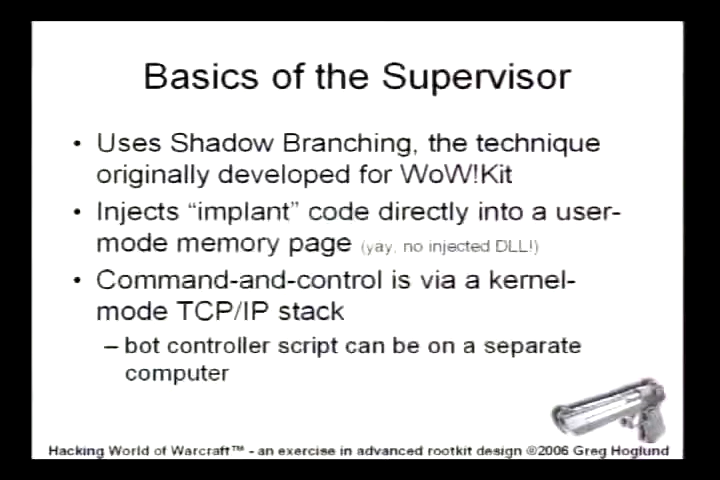 Basics of the Supervisor
• Uses Shadow Branching, the technique
originally developed for WoW!Kit
• Injects “implant” code directly into a user-
mode memory page (yay, no injected DLL!)
• Command-and-control is via a kernel-
mode TCP/IP stack
– bot controller script can be on a separate
computer
Hacking World of Warcraft™ - an exercise in advanced rootkit design ©2006 Greg Hoglund